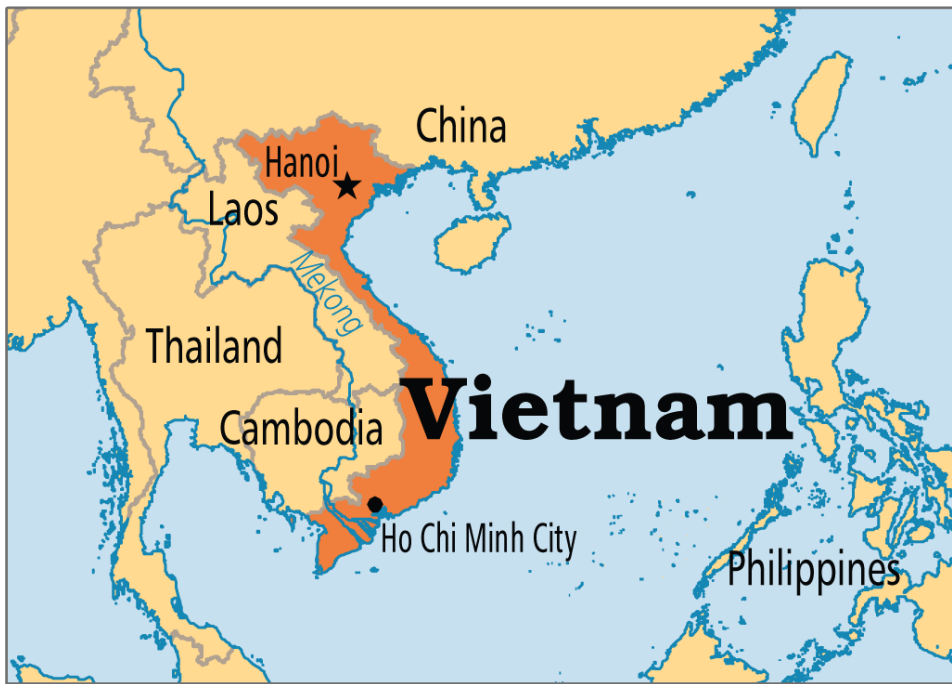 China
Hanoi
Laos
Mekong
Thailand
Vietnam
Cambodia
Ho Chi Minh City
Philippines